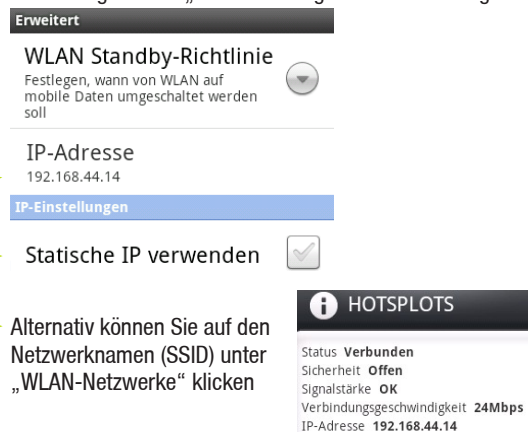 Erweitert
WLAN Standby-Richtlinie
Festlegen, wann von WLAN auf
mobile Daten umgeschaltet werden
soll
IP-Adresse
192.168.44.14
IP-Einstellungen
Statische IP verwenden
Alternativ können Sie auf den
Netzwerknamen (SSID) unter
„WLAN-Netzwerke“ klicken
HOTSPLOTS
Status Verbunden
Sicherheit Offen
Signalstärke OK
Verbindungsgeschwindigkeit 24Mbps
IP-Adresse 192.168.44.14